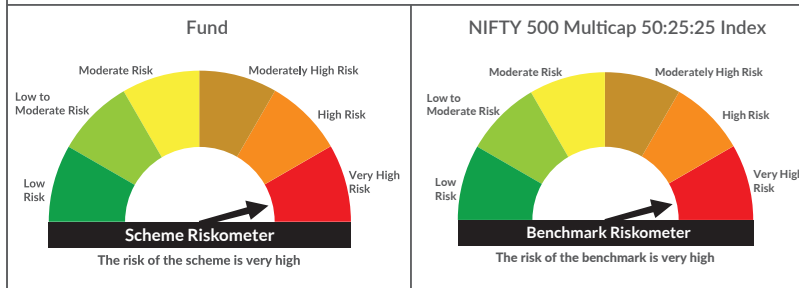 Fund
Moderate Risk
Moderately High Risk
Low to
Moderate Risk
High Risk
Low
Risk
Very High
Risk
Scheme Riskometer
The risk of the scheme is very high
NIFTY 500 Multicap 50:25:25 Index
Moderate Risk
Moderately High Risk
Low to
Moderate Risk
High Risk
Low
Risk
Very High
Risk
Benchmark Riskometer
The risk of the benchmark is very high